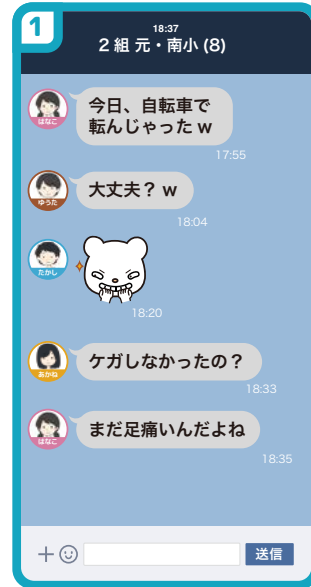 1
18:37
2 組 元・南小 (8)
今日、自転車で
転んじゃった w
はなこ
17:55
大丈夫？ w
ゆうた
18:04
たかし
18:20
ケガしなかったの？
あかね
18:33
まだ足痛いんだよね
はなこ
18:35
送信